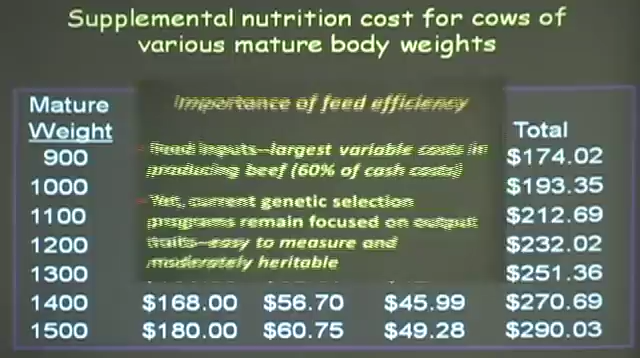 Supplemental nutrition cost for cows of
various mature body weights
Mature
Weight
Total
Importance of feed efficiency
Feed inputs—largest variable costs in
producing beef (60% of cash costs)
Yet, current genetic selection
programs remain focused on output
traits—easy to measure and
moderately heritable
900 $174.02
1000 $193.35
1100 $212.69
1200 $232.02
1300 $251.36
1400 $168.00 $56.70 $45.99 $270.69
1500 $180.00 $60.75 $49.28 $290.03